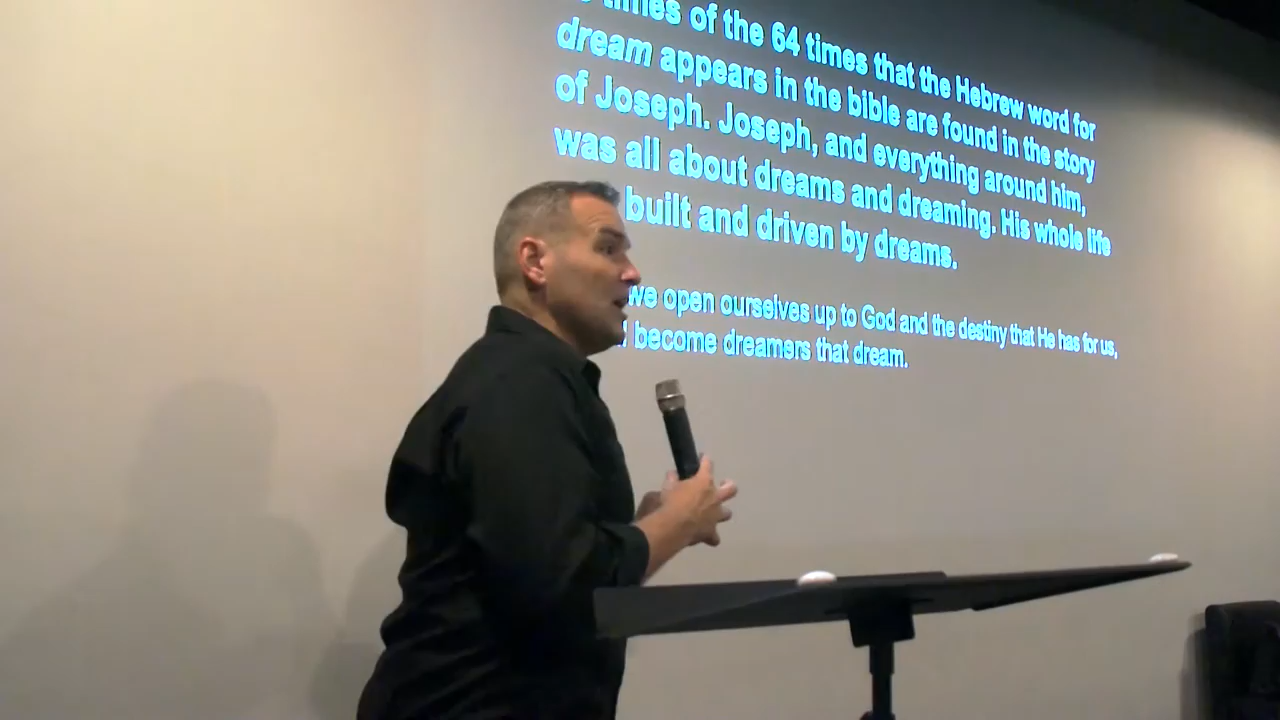 times of the 64 times that the Hebrew word for
dream appears in the bible are found in the story
of Joseph. Joseph, and everything around him,
was all about dreams and dreaming. His whole life
built and driven by dreams.
we open ourselves up to God and the destiny that He has for us,
become dreamers that dream.